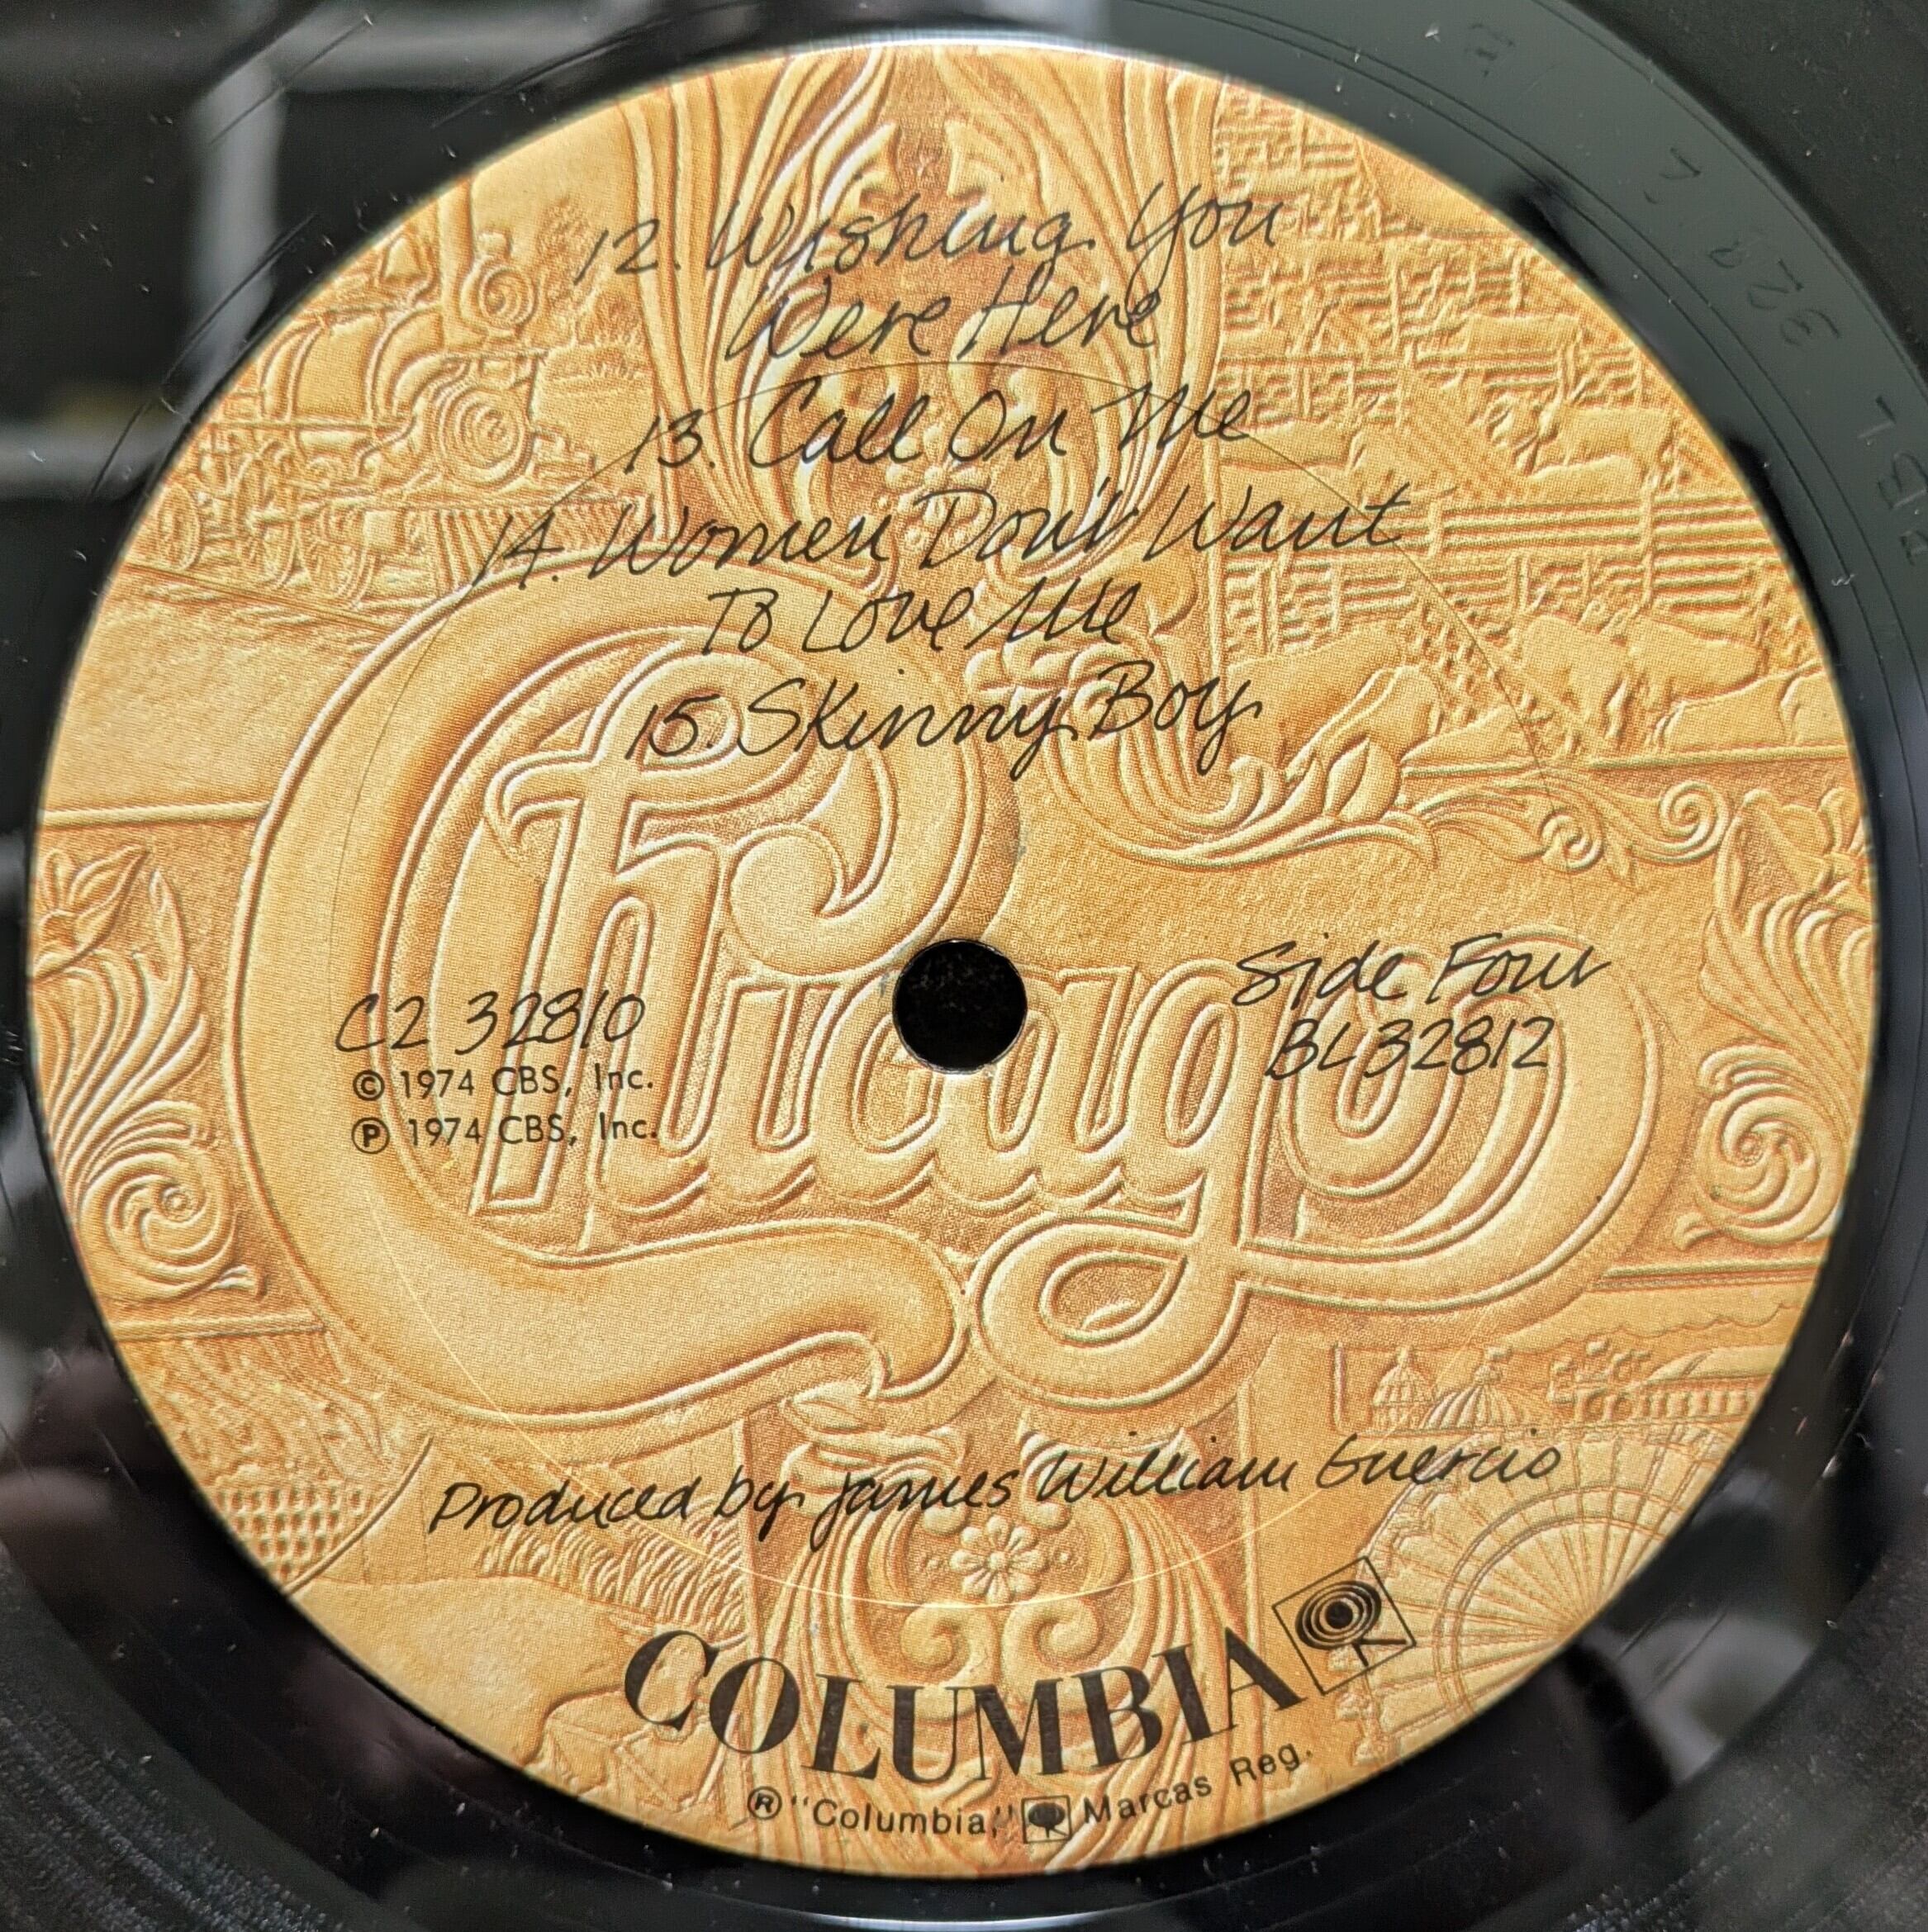 12. Wishing You
Were Here
13. Call On Me
14. Women Don't Want
To Love Me
15. Skinny Boy
Chicago
C2 32810
© 1974 CBS, Inc.
℗ 1974 CBS, Inc.
Side Four
BL 32812
Produced by James William Guercio
COLUMBIA
® "Columbia," Marcas Reg.